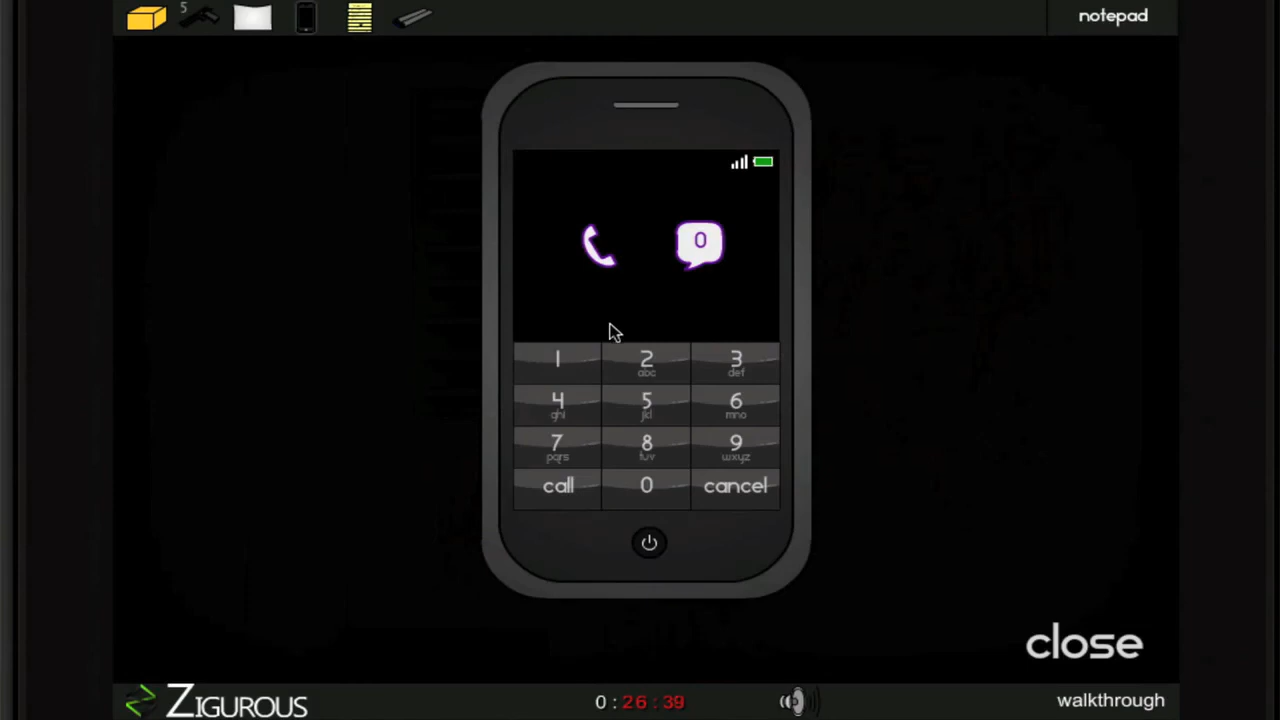 5
notepad
0
1 2 3
abc def
4 5 6
ghi jkl mno
7 8 9
pqrs tuv wxyz
call 0 cancel
close
ZIGUROUS 0:26:39 walkthrough